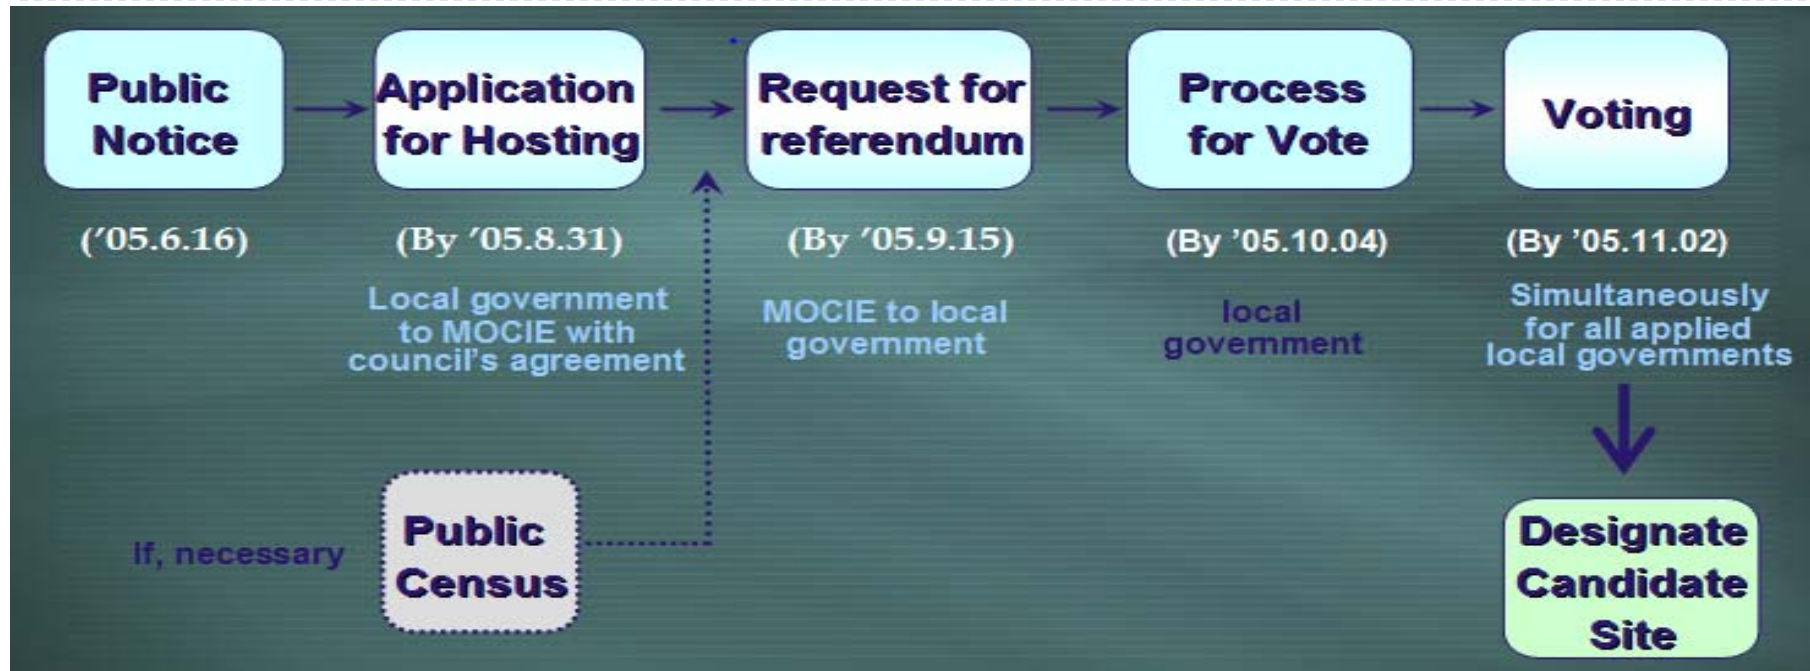 Public
Notice
Application
for Hosting
Request for
referendum
Process
for Vote
Voting
(′05.6.16)
(By ′05.8.31)
(By ′05.9.15)
(By ’05.10.04)
(By ’05.11.02)
Local government
to MOCIE with
council’s agreement
MOCIE to local
government
local
government
Simultaneously
for all applied
local governments
If, necessary
Public
Census
Designate
Candidate
Site